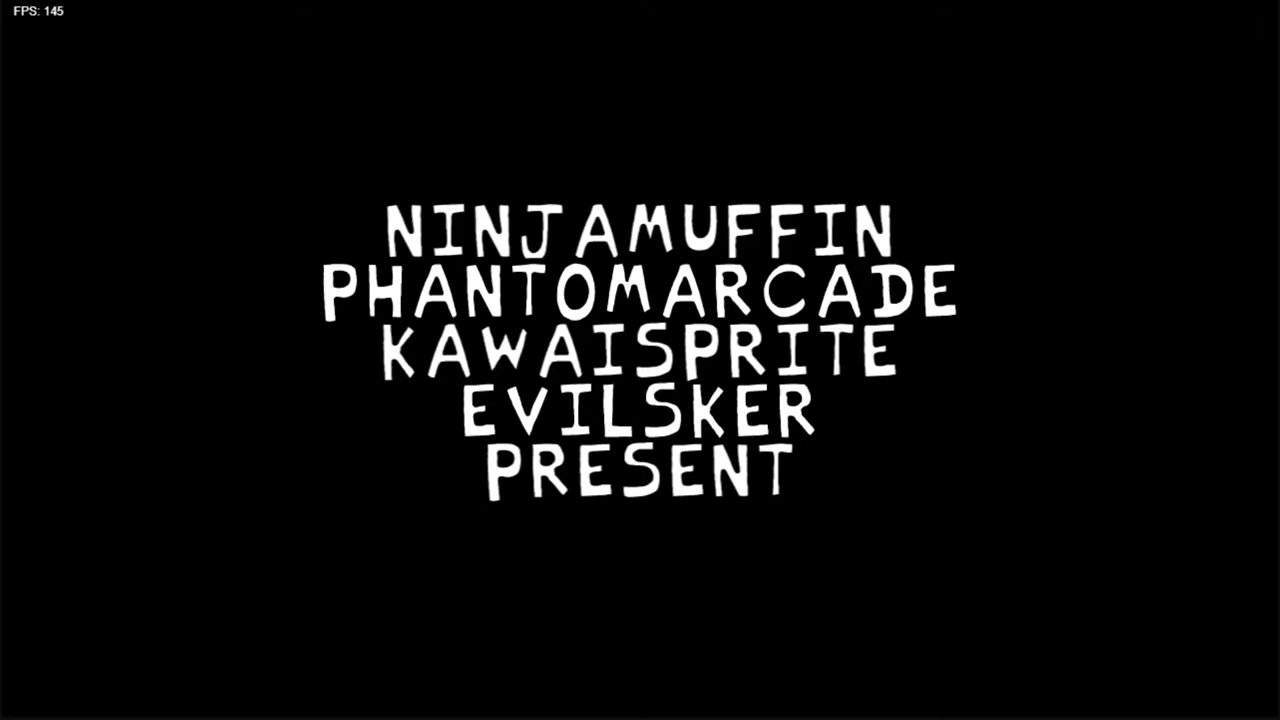 FPS: 145
NINJAMUFFIN
PHANTOMARCADE
KAWAISPRITE
EVILSKER
PRESENT